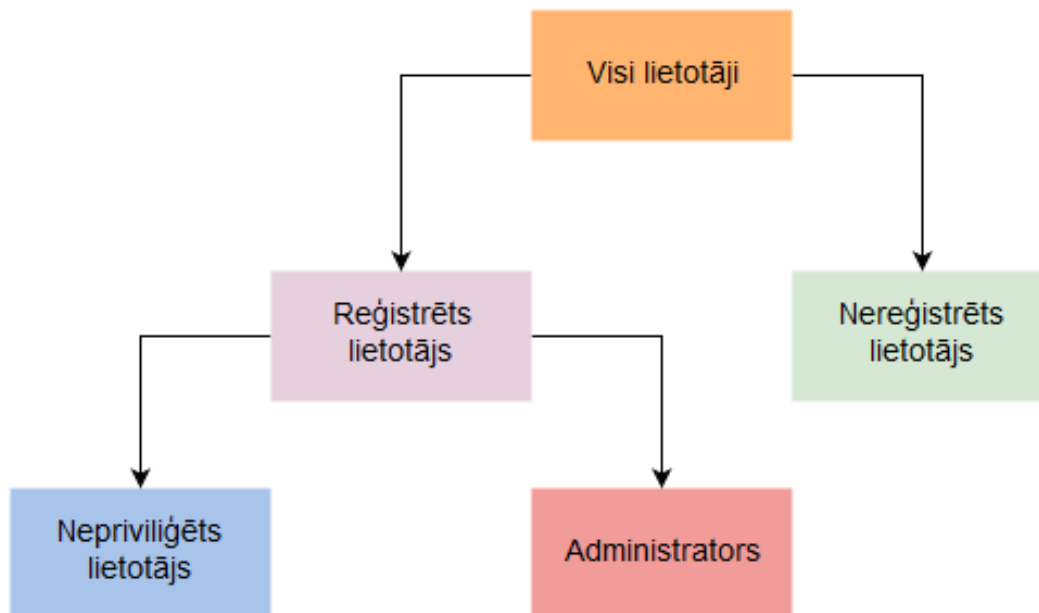 Visi lietotāji
Reģistrēts
lietotājs
Nereģistrēts
lietotājs
Nepriviliģēts
lietotājs
Administrators